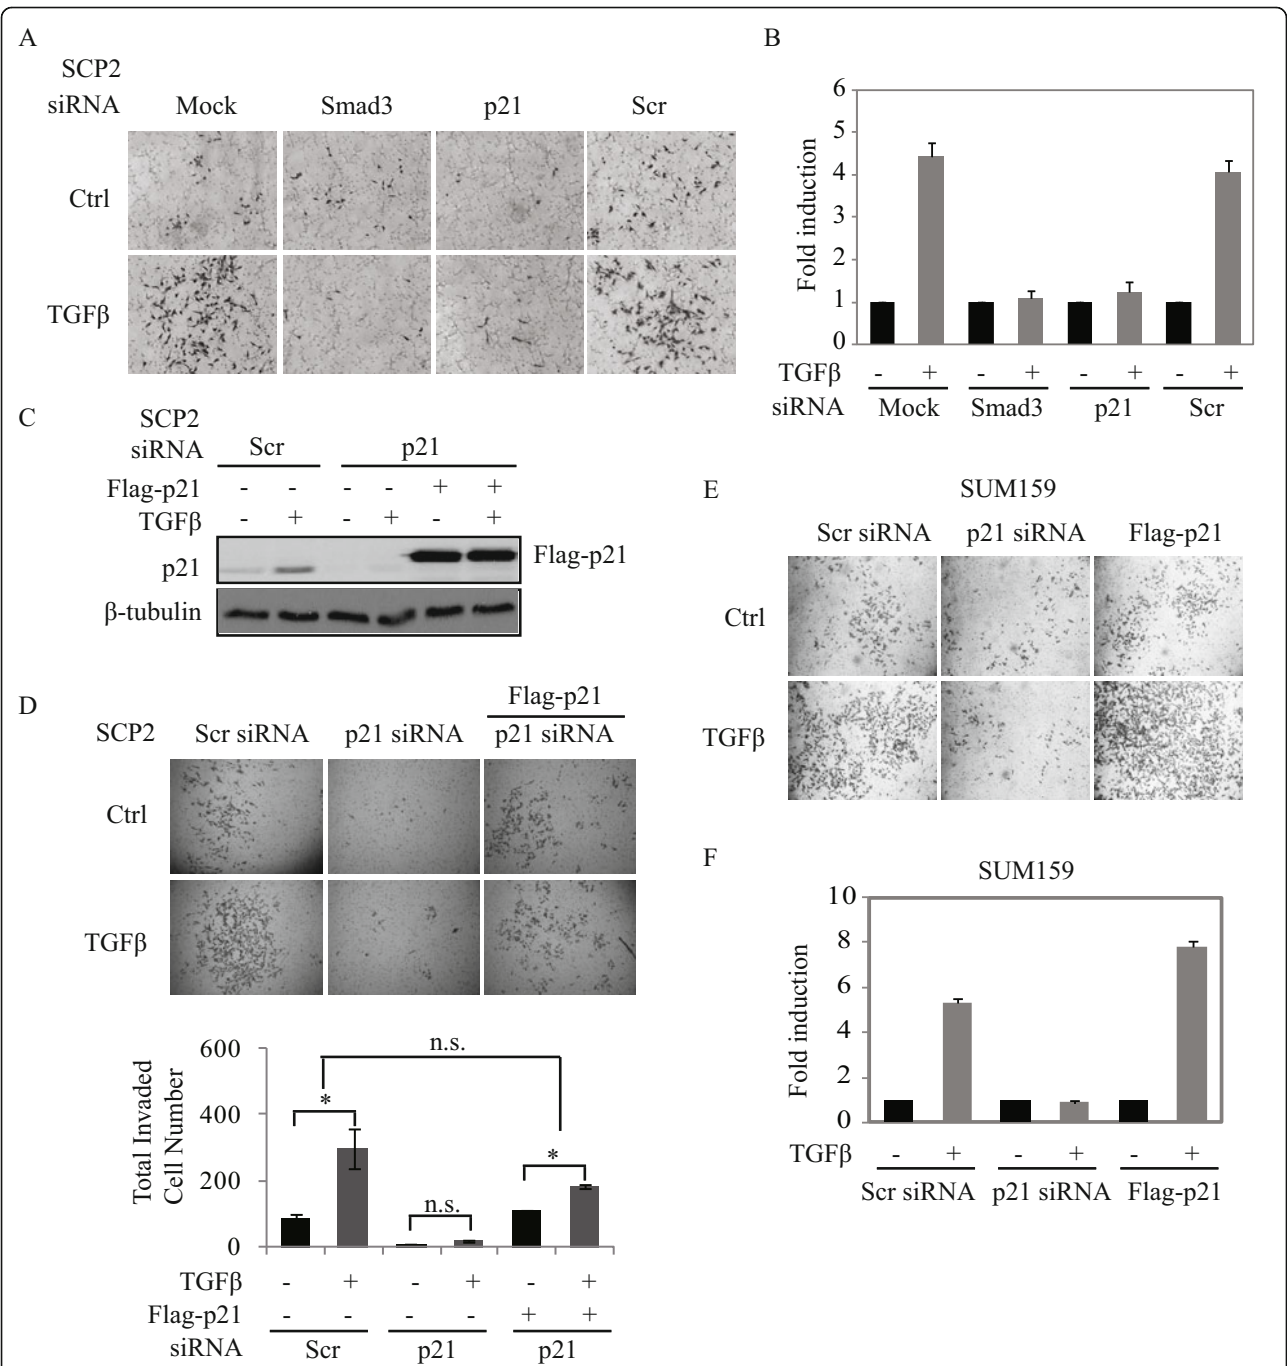 A
SCP2
siRNA Mock Smad3 p21 Scr
Ctrl
TGFβ
B
Fold induction
6
5
4
3
2
1
0
TGFβ - + - + - + - +
siRNA Mock Smad3 p21 Scr
C
SCP2
siRNA Scr p21
Flag-p21 - - - - + +
TGFβ - + - + - +
p21 Flag-p21
β-tubulin
D
Flag-p21
SCP2 Scr siRNA p21 siRNA p21 siRNA
Ctrl
TGFβ
Total Invaded
Cell Number
600
400
200
0
n.s.
*
n.s.
*
TGFβ - + - + - +
Flag-p21 - - - - + +
siRNA Scr p21 p21
E
SUM159
Scr siRNA p21 siRNA Flag-p21
Ctrl
TGFβ
F
SUM159
Fold induction
10
8
6
4
2
0
TGFβ - + - + - +
Scr siRNA p21 siRNA Flag-p21